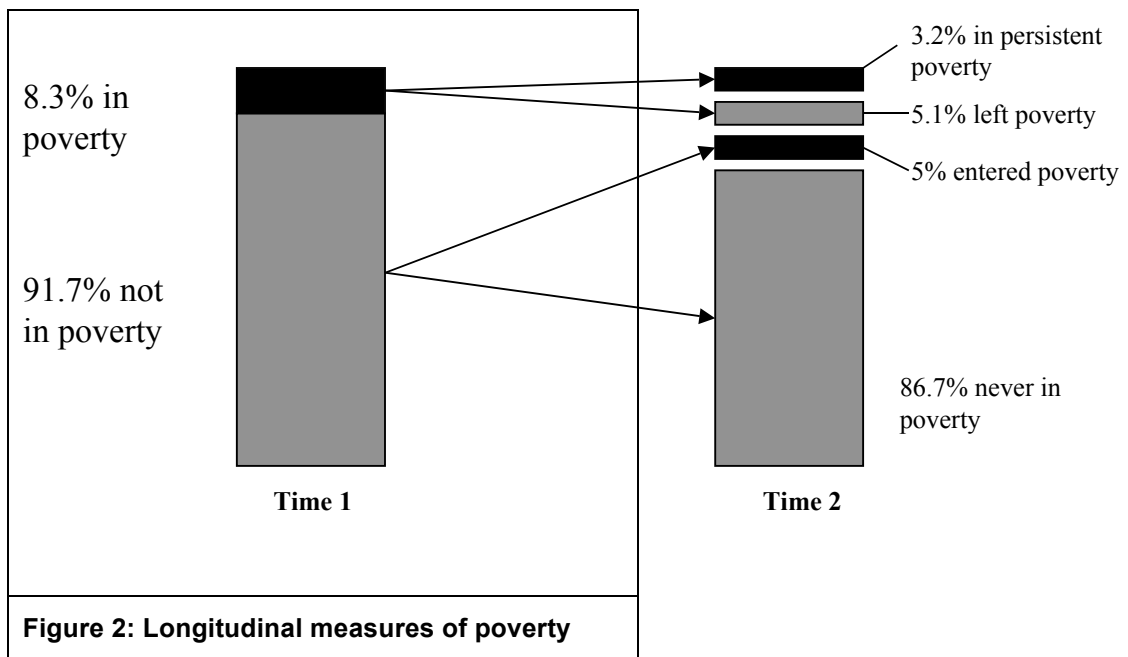 8.3% in
poverty
91.7% not
in poverty
Time 1
3.2% in persistent
poverty
5.1% left poverty
5% entered poverty
86.7% never in
poverty
Time 2
Figure 2: Longitudinal measures of poverty